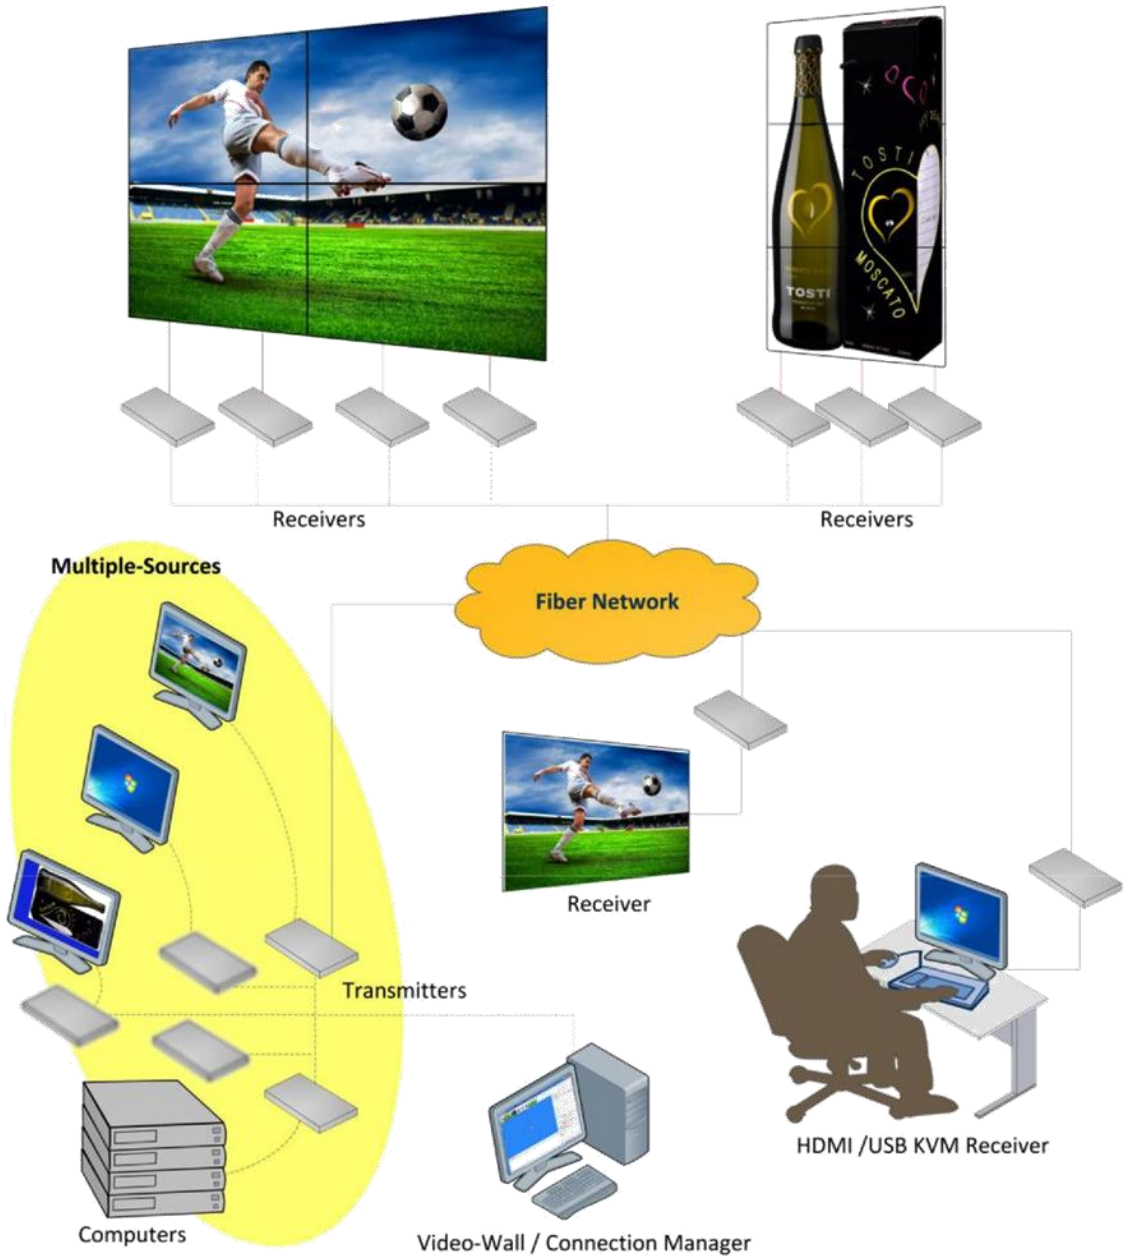 TOSTI
MOSCATO
TOSTI
Receivers
Receivers
Multiple-Sources
Fiber Network
Receiver
Transmitters
HDMI /USB KVM Receiver
Computers
Video-Wall / Connection Manager